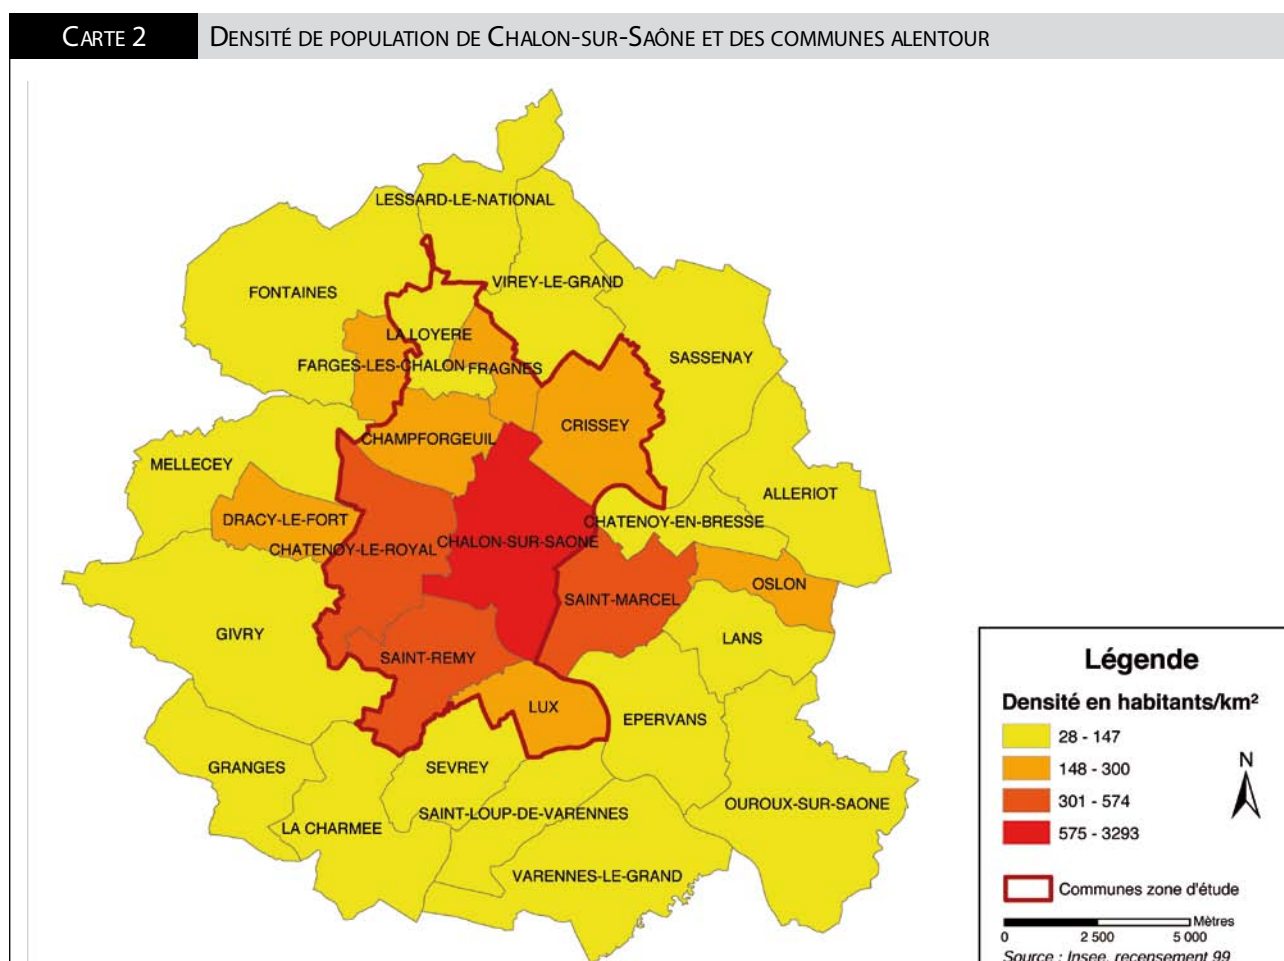 CARTE 2 DENSITÉ DE POPULATION DE CHALON-SUR-SAÔNE ET DES COMMUNES ALENTOUR
LESSARD-LE-NATIONAL
VIREY-LE-GRAND
FONTAINES
LA LOYERE
SASSENAY
FARGES-LES-CHALON
FRAGNES
CRISSEY
CHAMPFORGEUIL
MELLECEY
ALLERIOT
DRACY-LE-FORT
CHATENOY-EN-BRESSE
CHATENOY-LE-ROYAL
CHALON-SUR-SAONE
OSLON
SAINT-MARCEL
GIVRY
LANS
SAINT-REMY
LUX
EPERVANS
GRANGES
SEVREY
OUROUX-SUR-SAONE
SAINT-LOUP-DE-VARENNES
LA CHARMEE
VARENNES-LE-GRAND
Légende
Densité en habitants/km²
28 - 147
148 - 300
301 - 574
575 - 3293
N
Communes zone d'étude
Mètres
0 2 500 5 000
Source : Insee, recensement 99